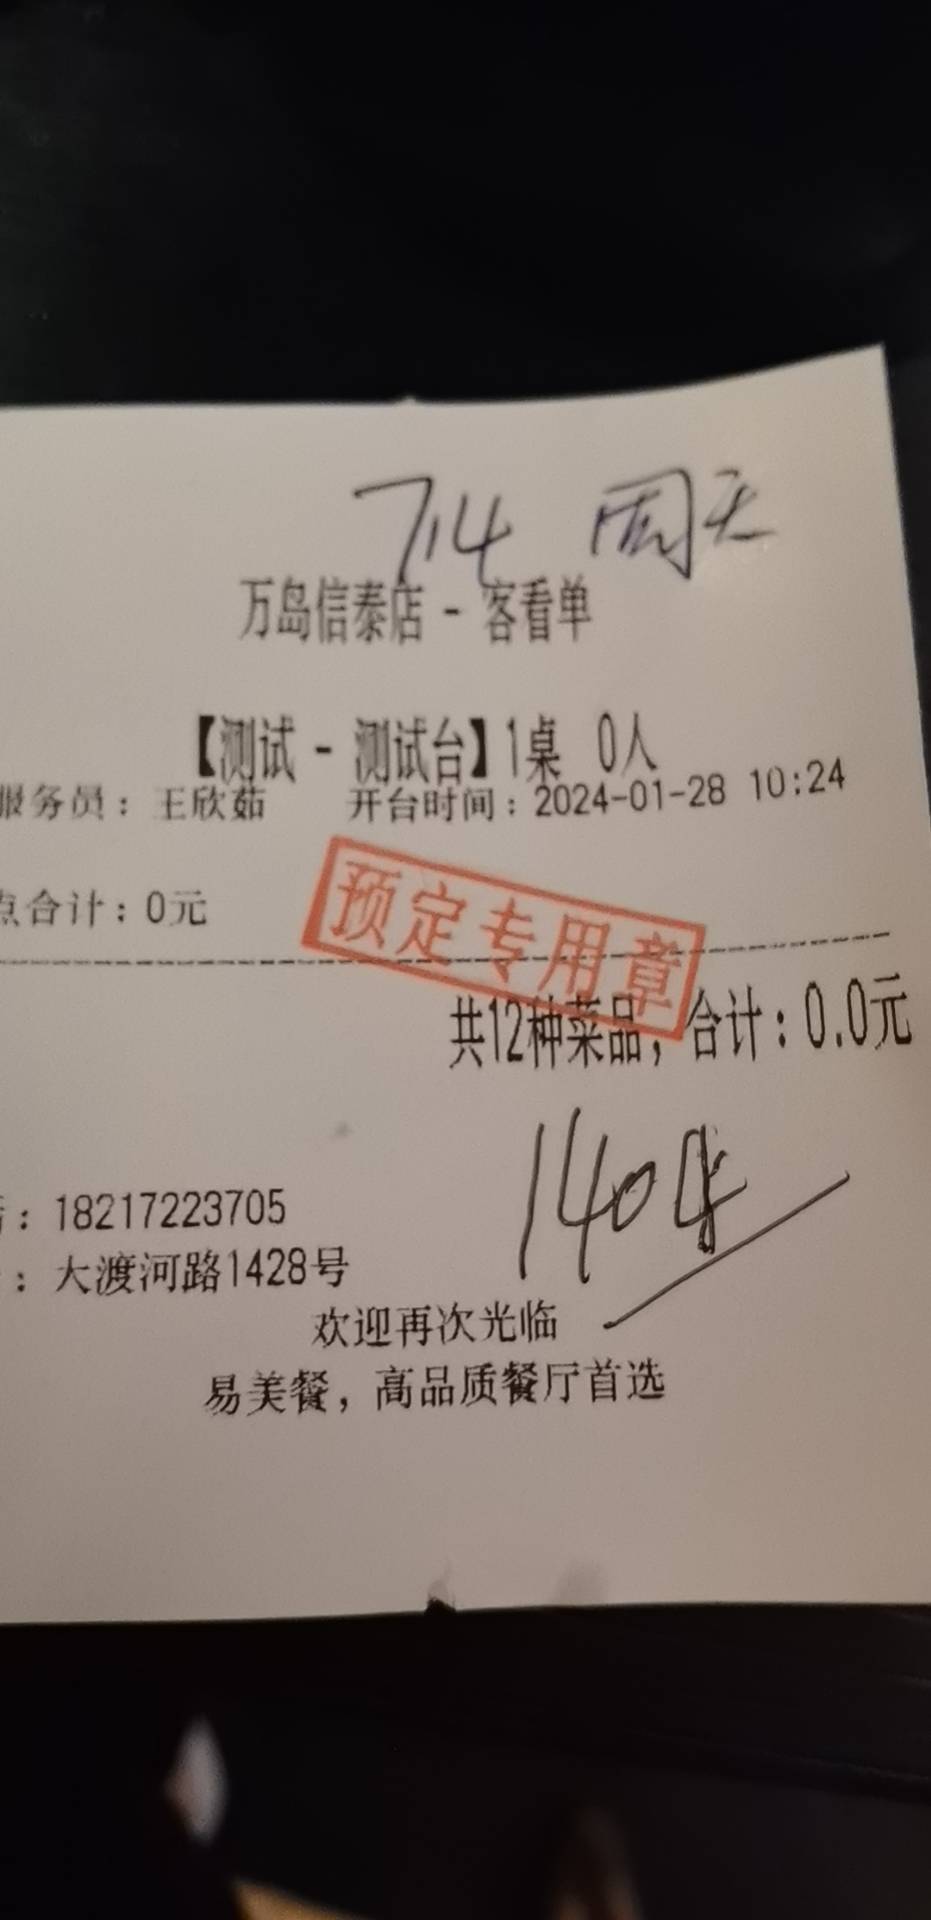 714 周天
万岛信泰店 - 客看单
【测试 - 测试台】1桌 0人
服务员：王欣茹 开台时间：2024-01-28 10:24
点合计：0元
预定专用章
共12种菜品，合计：0.0元
140
：18217223705
：大渡河路1428号
欢迎再次光临
易美餐，高品质餐厅首选